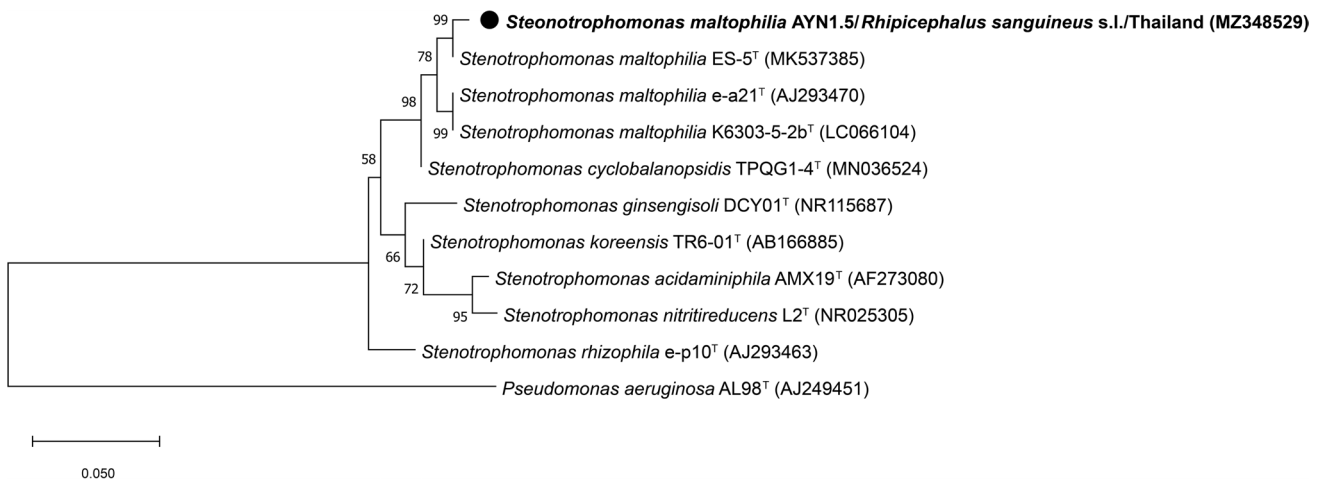 99 Steonotrophomonas maltophilia AYN1.5/Rhipicephalus sanguineus s.l./Thailand (MZ348529)
78 Stenotrophomonas maltophilia ES-5ᵀ (MK537385)
98 Stenotrophomonas maltophilia e-a21ᵀ (AJ293470)
99 Stenotrophomonas maltophilia K6303-5-2bᵀ (LC066104)
58 Stenotrophomonas cyclobalanopsidis TPQG1-4ᵀ (MN036524)
Stenotrophomonas ginsengisoli DCY01ᵀ (NR115687)
Stenotrophomonas koreensis TR6-01ᵀ (AB166885)
66
Stenotrophomonas acidaminiphila AMX19ᵀ (AF273080)
72
95 Stenotrophomonas nitritireducens L2ᵀ (NR025305)
Stenotrophomonas rhizophila e-p10ᵀ (AJ293463)
Pseudomonas aeruginosa AL98ᵀ (AJ249451)
0.050